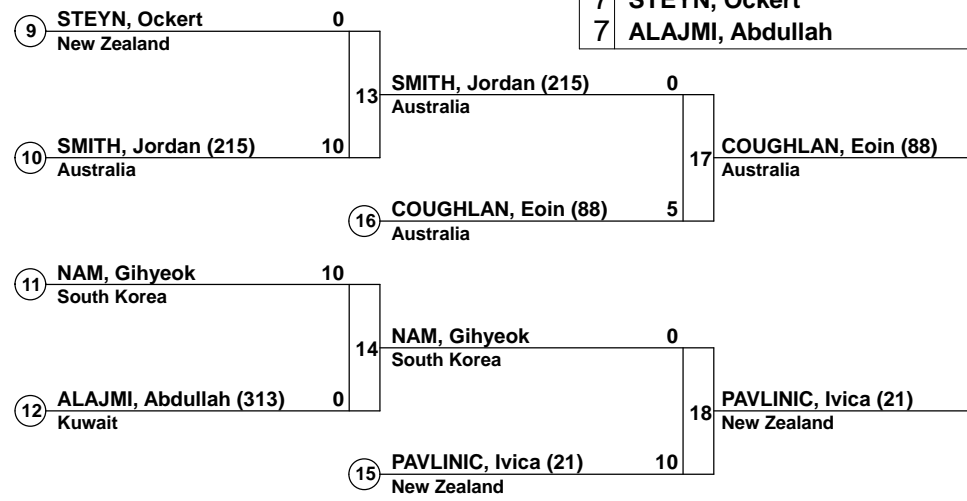 7 STEYN, Ockert
7 ALAJMI, Abdullah
9 STEYN, Ockert 0
New Zealand
13
SMITH, Jordan (215) 0
Australia
10 SMITH, Jordan (215) 10
Australia
17
COUGHLAN, Eoin (88)
Australia
16 COUGHLAN, Eoin (88) 5
Australia
11 NAM, Gihyeok 10
South Korea
14
NAM, Gihyeok 0
South Korea
12 ALAJMI, Abdullah (313) 0
Kuwait
18
PAVLINIC, Ivica (21)
New Zealand
15 PAVLINIC, Ivica (21) 10
New Zealand